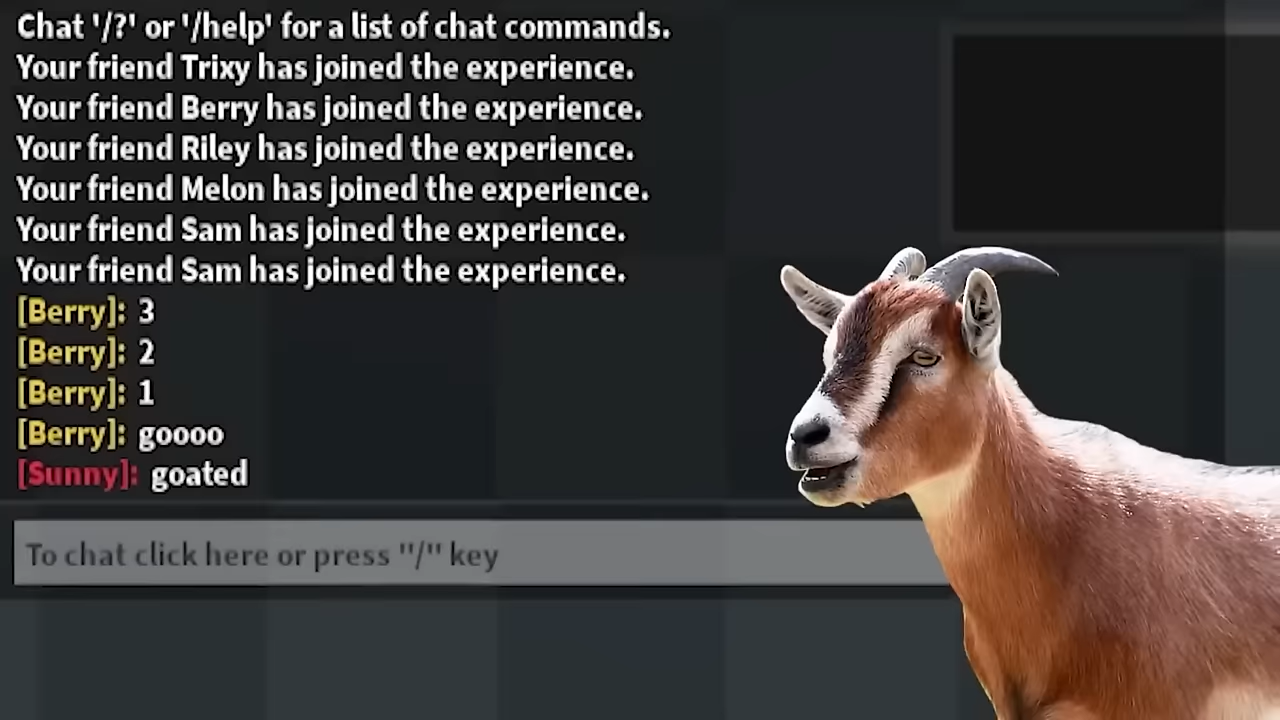 Chat '/?' or '/help' for a list of chat commands.
Your friend Trixy has joined the experience.
Your friend Berry has joined the experience.
Your friend Riley has joined the experience.
Your friend Melon has joined the experience.
Your friend Sam has joined the experience.
Your friend Sam has joined the experience.
[Berry]: 3
[Berry]: 2
[Berry]: 1
[Berry]: goooo
[Sunny]: goated
To chat click here or press "/" key